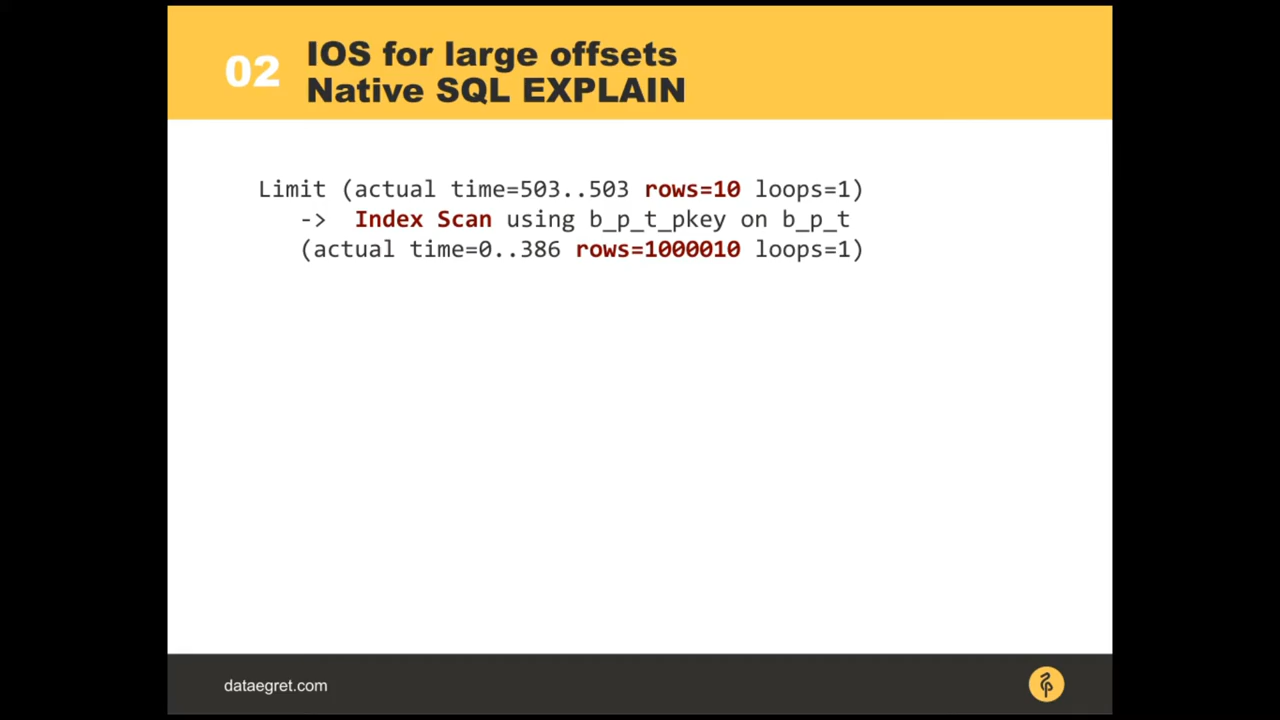 02
IOS for large offsets
Native SQL EXPLAIN
Limit (actual time=503..503 rows=10 loops=1)
-> Index Scan using b_p_t_pkey on b_p_t
(actual time=0..386 rows=1000010 loops=1)
dataegret.com